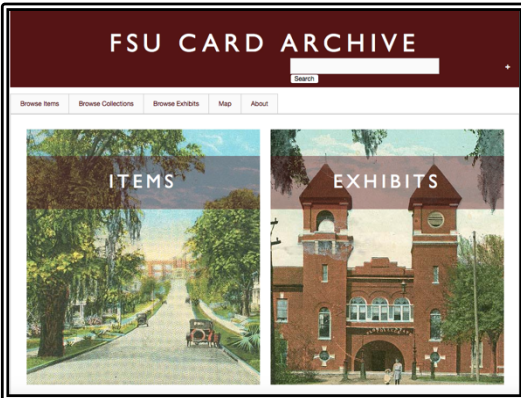 FSU CARD ARCHIVE
+
Search
Browse Items Browse Collections Browse Exhibits Map About
ITEMS EXHIBITS